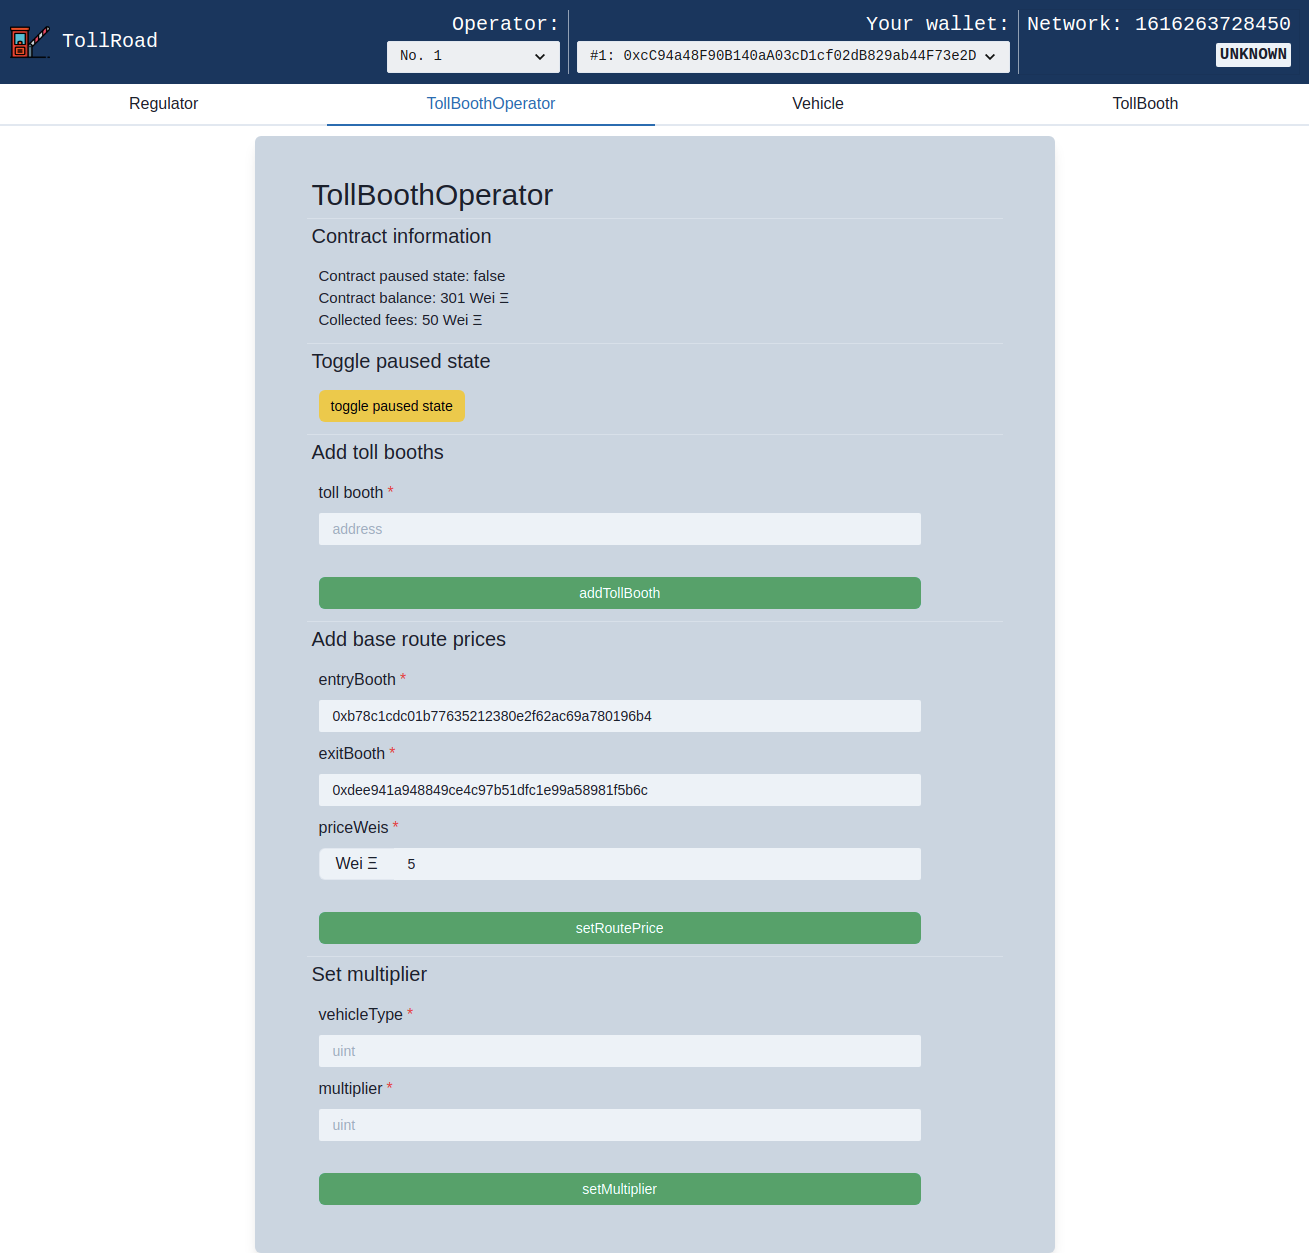 TollRoad
Operator:
No. 1
Your wallet:
#1: 0xcC94a48F90B140aA03cD1cf02dB829ab44F73e2D
Network: 1616263728450
UNKNOWN
Regulator
TollBoothOperator
Vehicle
TollBooth
TollBoothOperator
Contract information
Contract paused state: false
Contract balance: 301 Wei Ξ
Collected fees: 50 Wei Ξ
Toggle paused state
toggle paused state
Add toll booths
toll booth *
address
addTollBooth
Add base route prices
entryBooth *
0xb78c1cdc01b77635212380e2f62ac69a780196b4
exitBooth *
0xdee941a948849ce4c97b51dfc1e99a58981f5b6c
priceWeis *
Wei Ξ 5
setRoutePrice
Set multiplier
vehicleType *
uint
multiplier *
uint
setMultiplier